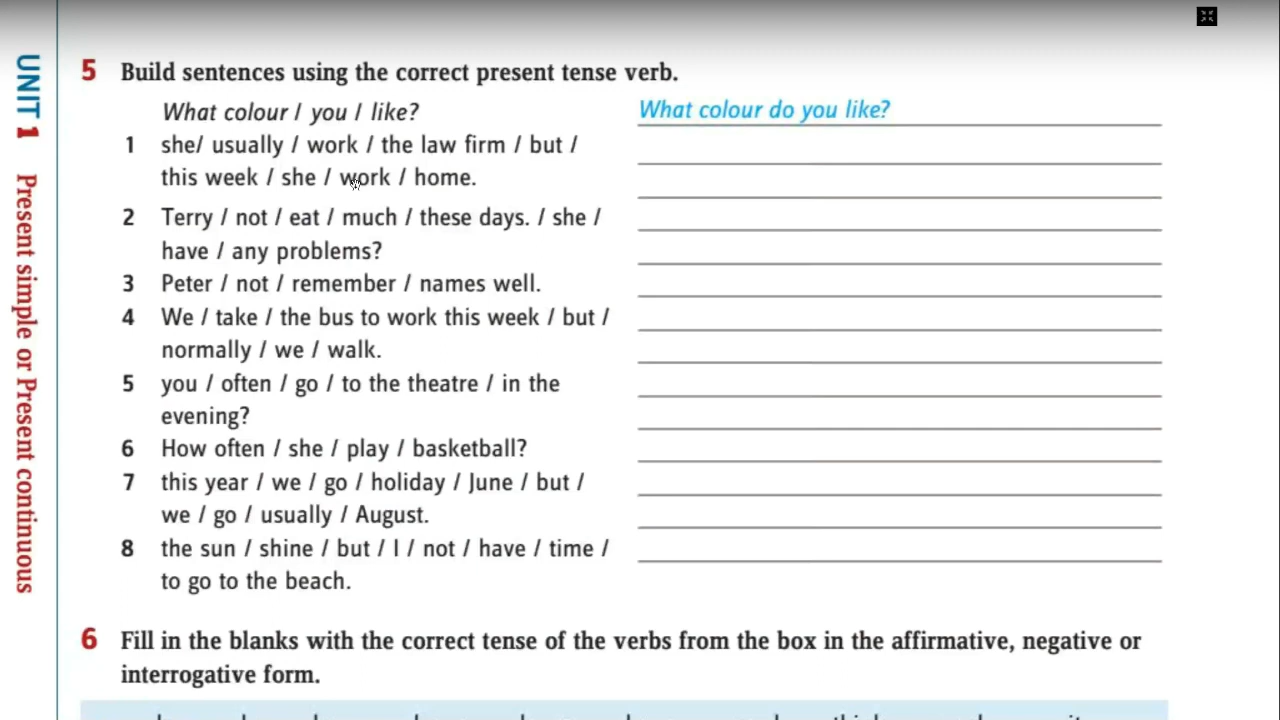 UNIT 1 Present simple or Present continuous
5 Build sentences using the correct present tense verb.
What colour / you / like? What colour do you like?
1 she/ usually / work / the law firm / but /
this week / she / work / home.
2 Terry / not / eat / much / these days. / she /
have / any problems?
3 Peter / not / remember / names well.
4 We / take / the bus to work this week / but /
normally / we / walk.
5 you / often / go / to the theatre / in the
evening?
6 How often / she / play / basketball?
7 this year / we / go / holiday / June / but /
we / go / usually / August.
8 the sun / shine / but / I / not / have / time /
to go to the beach.
6 Fill in the blanks with the correct tense of the verbs from the box in the affirmative, negative or
interrogative form.